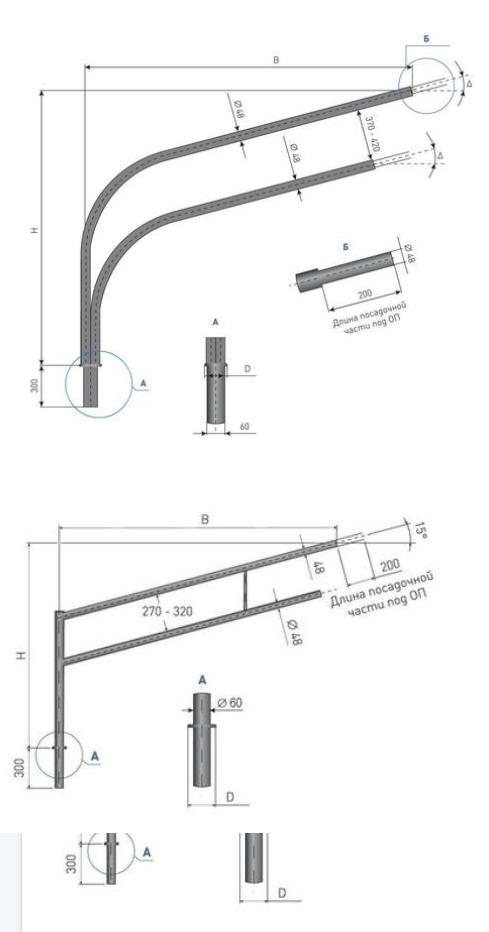 Б
В
Δ
Ø 48
370 - 420
Ø 48
Δ
Н
Б
Ø 48
200
Длина посадочной
части под ОП
А
D
300
А
60
В
15°
48
200
Длина посадочной
части под ОП
270 - 320
Ø 48
Н
А
Ø 60
А
300
D
300
А
D